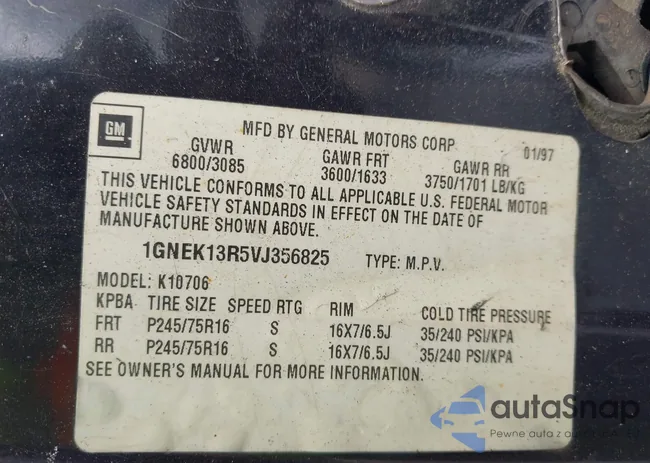 GM
MFD BY GENERAL MOTORS CORP 01/97
GVWR GAWR FRT GAWR RR
6800/3085 3600/1633 3750/1701 LB/KG
THIS VEHICLE CONFORMS TO ALL APPLICABLE U.S. FEDERAL MOTOR
VEHICLE SAFETY STANDARDS IN EFFECT ON THE DATE OF
MANUFACTURE SHOWN ABOVE.
1GNEK13R5VJ356825 TYPE: M.P.V.
MODEL: K10706
KPBA TIRE SIZE SPEED RTG RIM COLD TIRE PRESSURE
FRT P245/75R16 S 16X7/6.5J 35/240 PSI/KPA
RR P245/75R16 S 16X7/6.5J 35/240 PSI/KPA
SEE OWNER'S MANUAL FOR MORE INFORMATION.
autaSnap
Pewne auta z aukcji